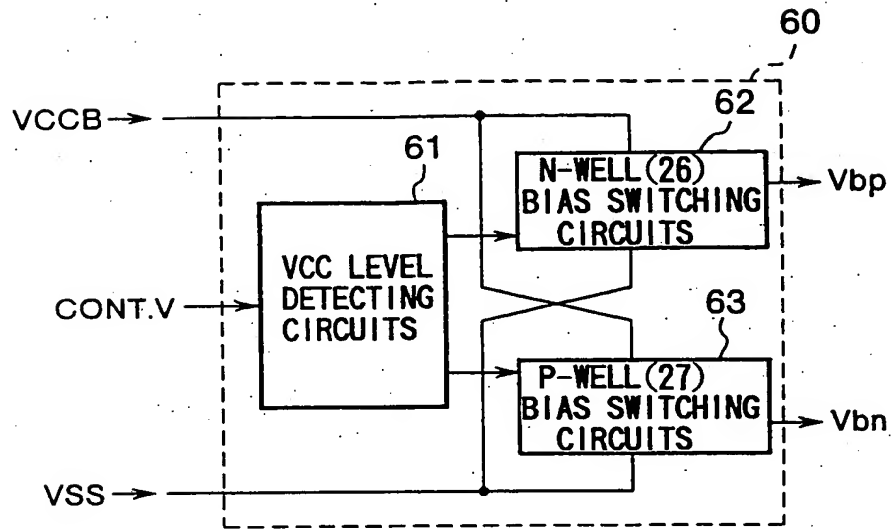 60
VCCB
61
62
N-WELL(26)
BIAS SWITCHING
CIRCUITS
Vbp
VCC LEVEL
DETECTING
CIRCUITS
CONT.V
63
P-WELL(27)
BIAS SWITCHING
CIRCUITS
Vbn
VSS